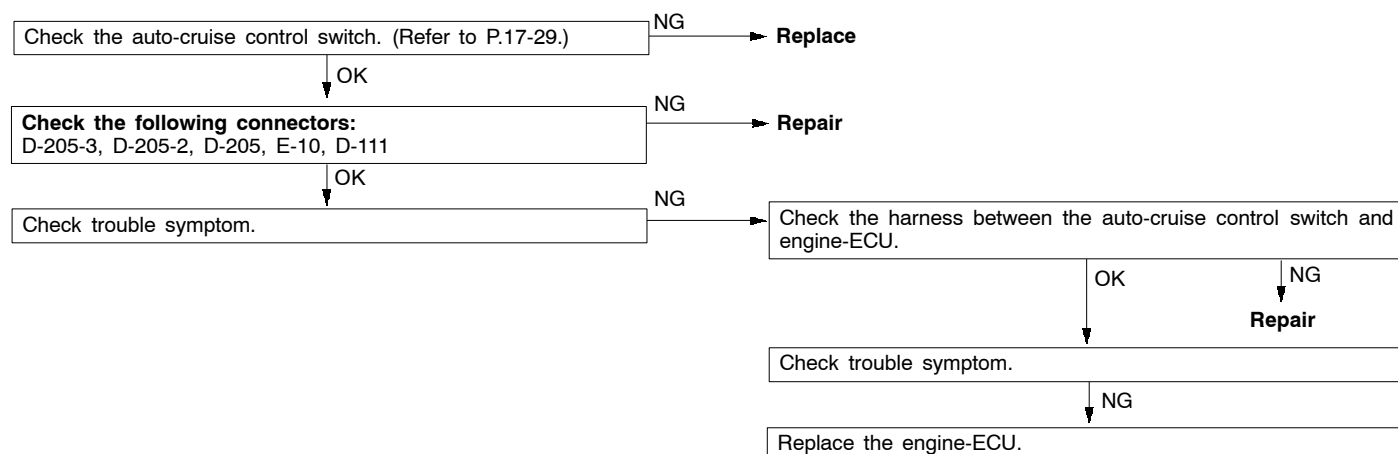 Check the auto-cruise control switch. (Refer to P.17-29.)
NG
Replace
OK
Check the following connectors:
D-205-3, D-205-2, D-205, E-10, D-111
NG
Repair
OK
Check trouble symptom.
NG
Check the harness between the auto-cruise control switch and
engine-ECU.
OK
NG
Repair
Check trouble symptom.
NG
Replace the engine-ECU.